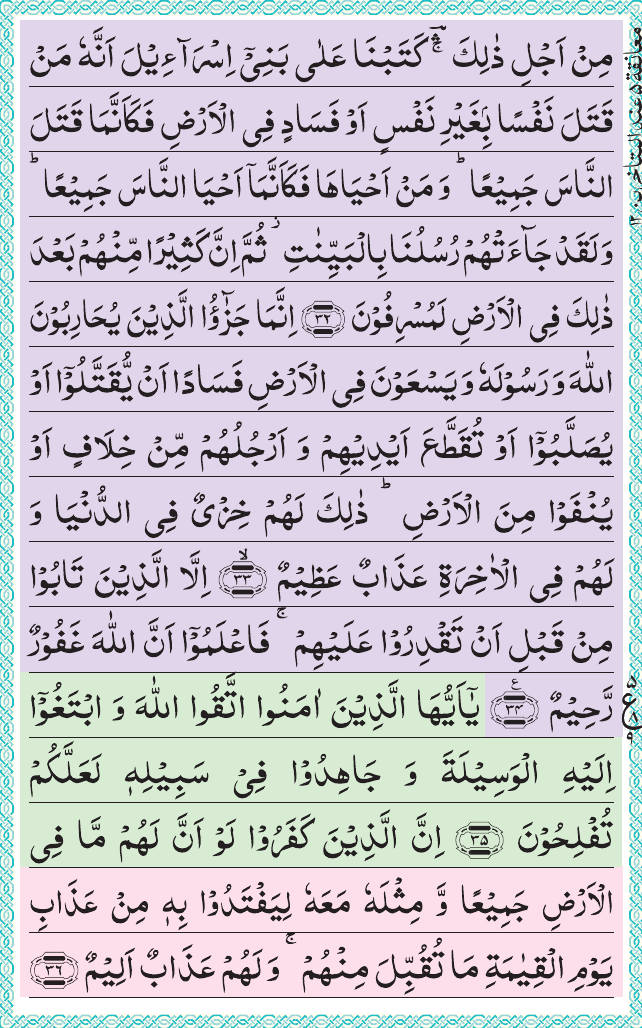 مِنْ اَجْلِ ذٰلِكَ ۛۚ كَتَبْنَا عَلٰى بَنِيْۤ اِسْرَآءِيْلَ اَنَّهٗ مَنْ
قَتَلَ نَفْسًۢا بِغَيْرِ نَفْسٍ اَوْ فَسَادٍ فِى الْاَرْضِ فَكَاَنَّمَا قَتَلَ
النَّاسَ جَمِيْعًا ؕ وَ مَنْ اَحْيَاهَا فَكَاَنَّمَاۤ اَحْيَا النَّاسَ جَمِيْعًا ؕ
وَلَقَدْ جَآءَتْهُمْ رُسُلُنَا بِالْبَيِّنٰتِ ؗ ثُمَّ اِنَّ كَثِيْرًا مِّنْهُمْ بَعْدَ
ذٰلِكَ فِى الْاَرْضِ لَمُسْرِفُوْنَ ۳۲ اِنَّمَا جَزٰٓؤُا الَّذِيْنَ يُحَارِبُوْنَ
اللّٰهَ وَ رَسُوْلَهٗ وَ يَسْعَوْنَ فِى الْاَرْضِ فَسَادًا اَنْ يُّقَتَّلُوْۤا اَوْ
يُصَلَّبُوْۤا اَوْ تُقَطَّعَ اَيْدِيْهِمْ وَ اَرْجُلُهُمْ مِّنْ خِلَافٍ اَوْ
يُنْفَوْا مِنَ الْاَرْضِ ؕ ذٰلِكَ لَهُمْ خِزْىٌ فِى الدُّنْيَا وَ
لَهُمْ فِى الْاٰخِرَةِ عَذَابٌ عَظِيْمٌ ۙ ۳۳ اِلَّا الَّذِيْنَ تَابُوْا
مِنْ قَبْلِ اَنْ تَقْدِرُوْا عَلَيْهِمْ ۚ فَاعْلَمُوْۤا اَنَّ اللّٰهَ غَفُوْرٌ
رَّحِيْمٌ ۳۴ ع يٰۤاَيُّهَا الَّذِيْنَ اٰمَنُوا اتَّقُوا اللّٰهَ وَ ابْتَغُوْۤا
اِلَيْهِ الْوَسِيْلَةَ وَ جَاهِدُوْا فِيْ سَبِيْلِهٖ لَعَلَّكُمْ
تُفْلِحُوْنَ ۳۵ اِنَّ الَّذِيْنَ كَفَرُوْا لَوْ اَنَّ لَهُمْ مَّا فِى
الْاَرْضِ جَمِيْعًا وَّ مِثْلَهٗ مَعَهٗ لِيَفْتَدُوْا بِهٖ مِنْ عَذَابِ
يَوْمِ الْقِيٰمَةِ مَا تُقُبِّلَ مِنْهُمْ ۚ وَ لَهُمْ عَذَابٌ اَلِيْمٌ ۳۶